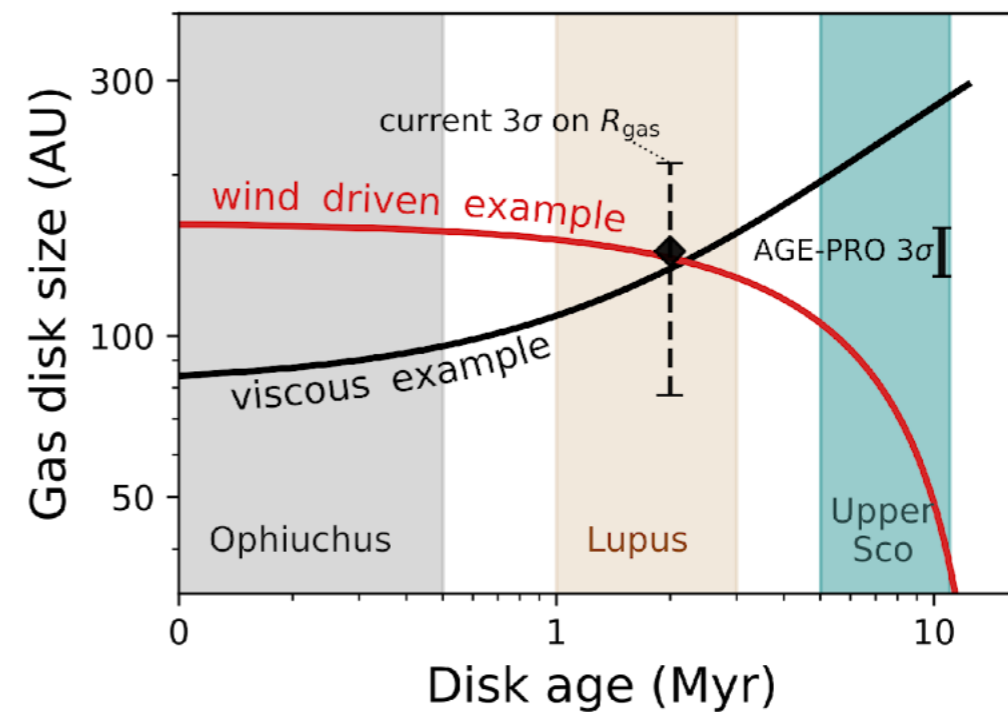 Gas disk size (AU)
300
100
50
current 3σ on R_gas
wind driven example
AGE-PRO 3σ
viscous example
Ophiuchus
Lupus
Upper
Sco
0
1
10
Disk age (Myr)